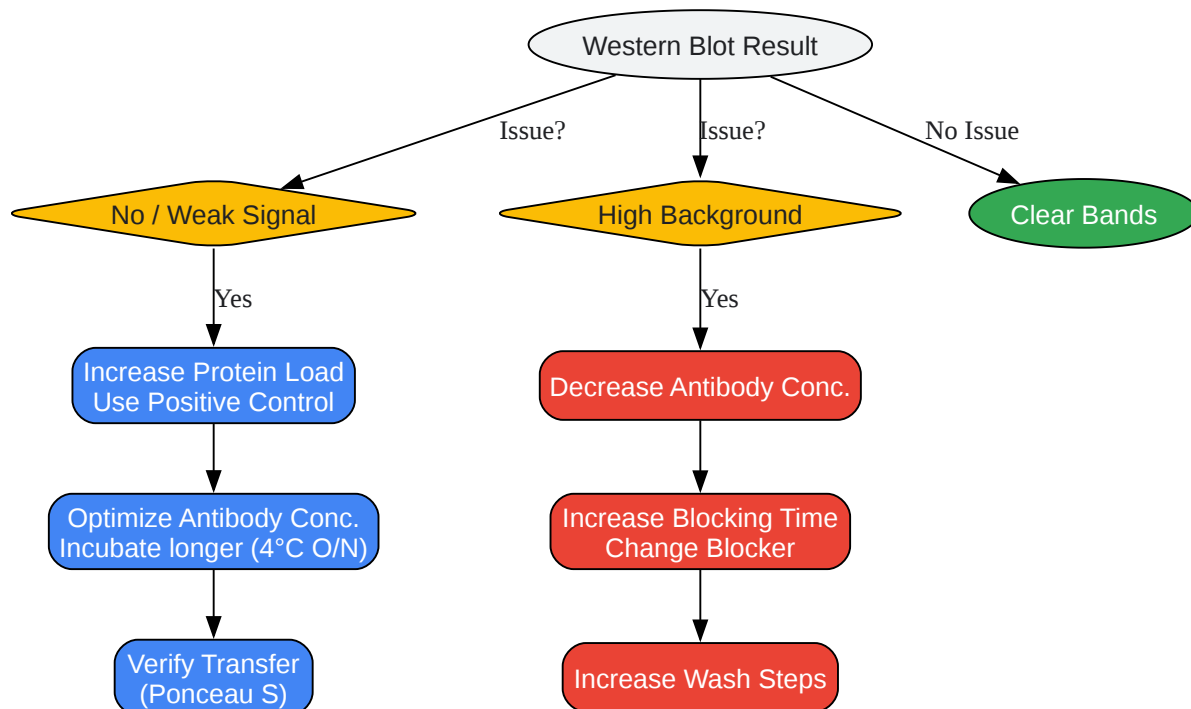 Western Blot Result
Issue?
Issue?
No Issue
No / Weak Signal
High Background
Clear Bands
Yes
Yes
Increase Protein Load
Use Positive Control
Decrease Antibody Conc.
Optimize Antibody Conc.
Incubate longer (4°C O/N)
Increase Blocking Time
Change Blocker
Verify Transfer
(Ponceau S)
Increase Wash Steps